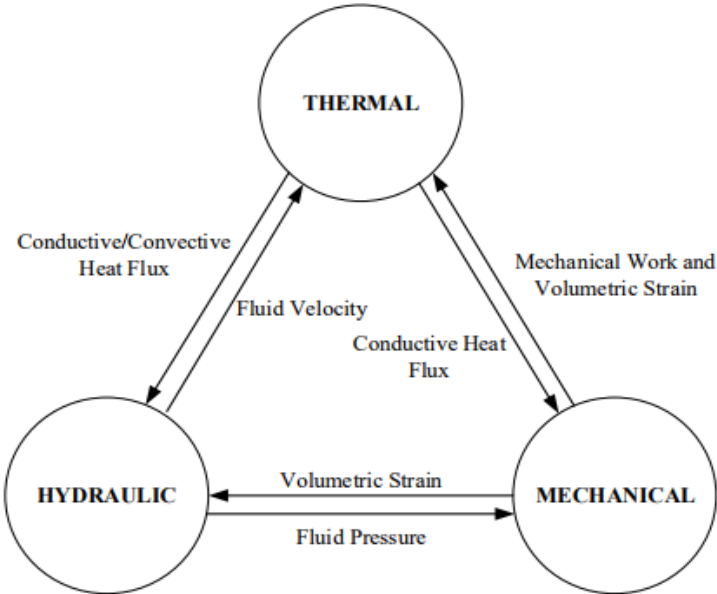 THERMAL
Conductive/Convective
Heat Flux
Mechanical Work and
Volumetric Strain
Fluid Velocity
Conductive Heat
Flux
Volumetric Strain
HYDRAULIC
MECHANICAL
Fluid Pressure